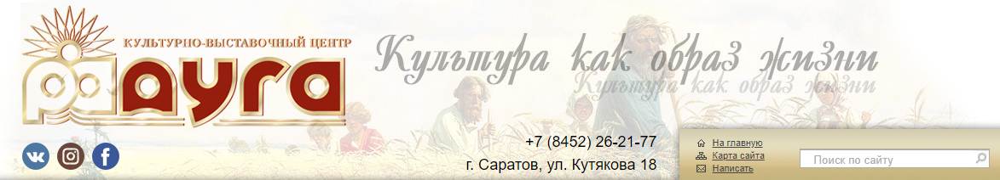 КУЛЬТУРНО-ВЫСТАВОЧНЫЙ ЦЕНТР
РАДУГА
Культура как образ жизни
Культура как образ жизни
+7 (8452) 26-21-77
г. Саратов, ул. Кутякова 18
На главную
Карта сайта
Написать
Поиск по сайту